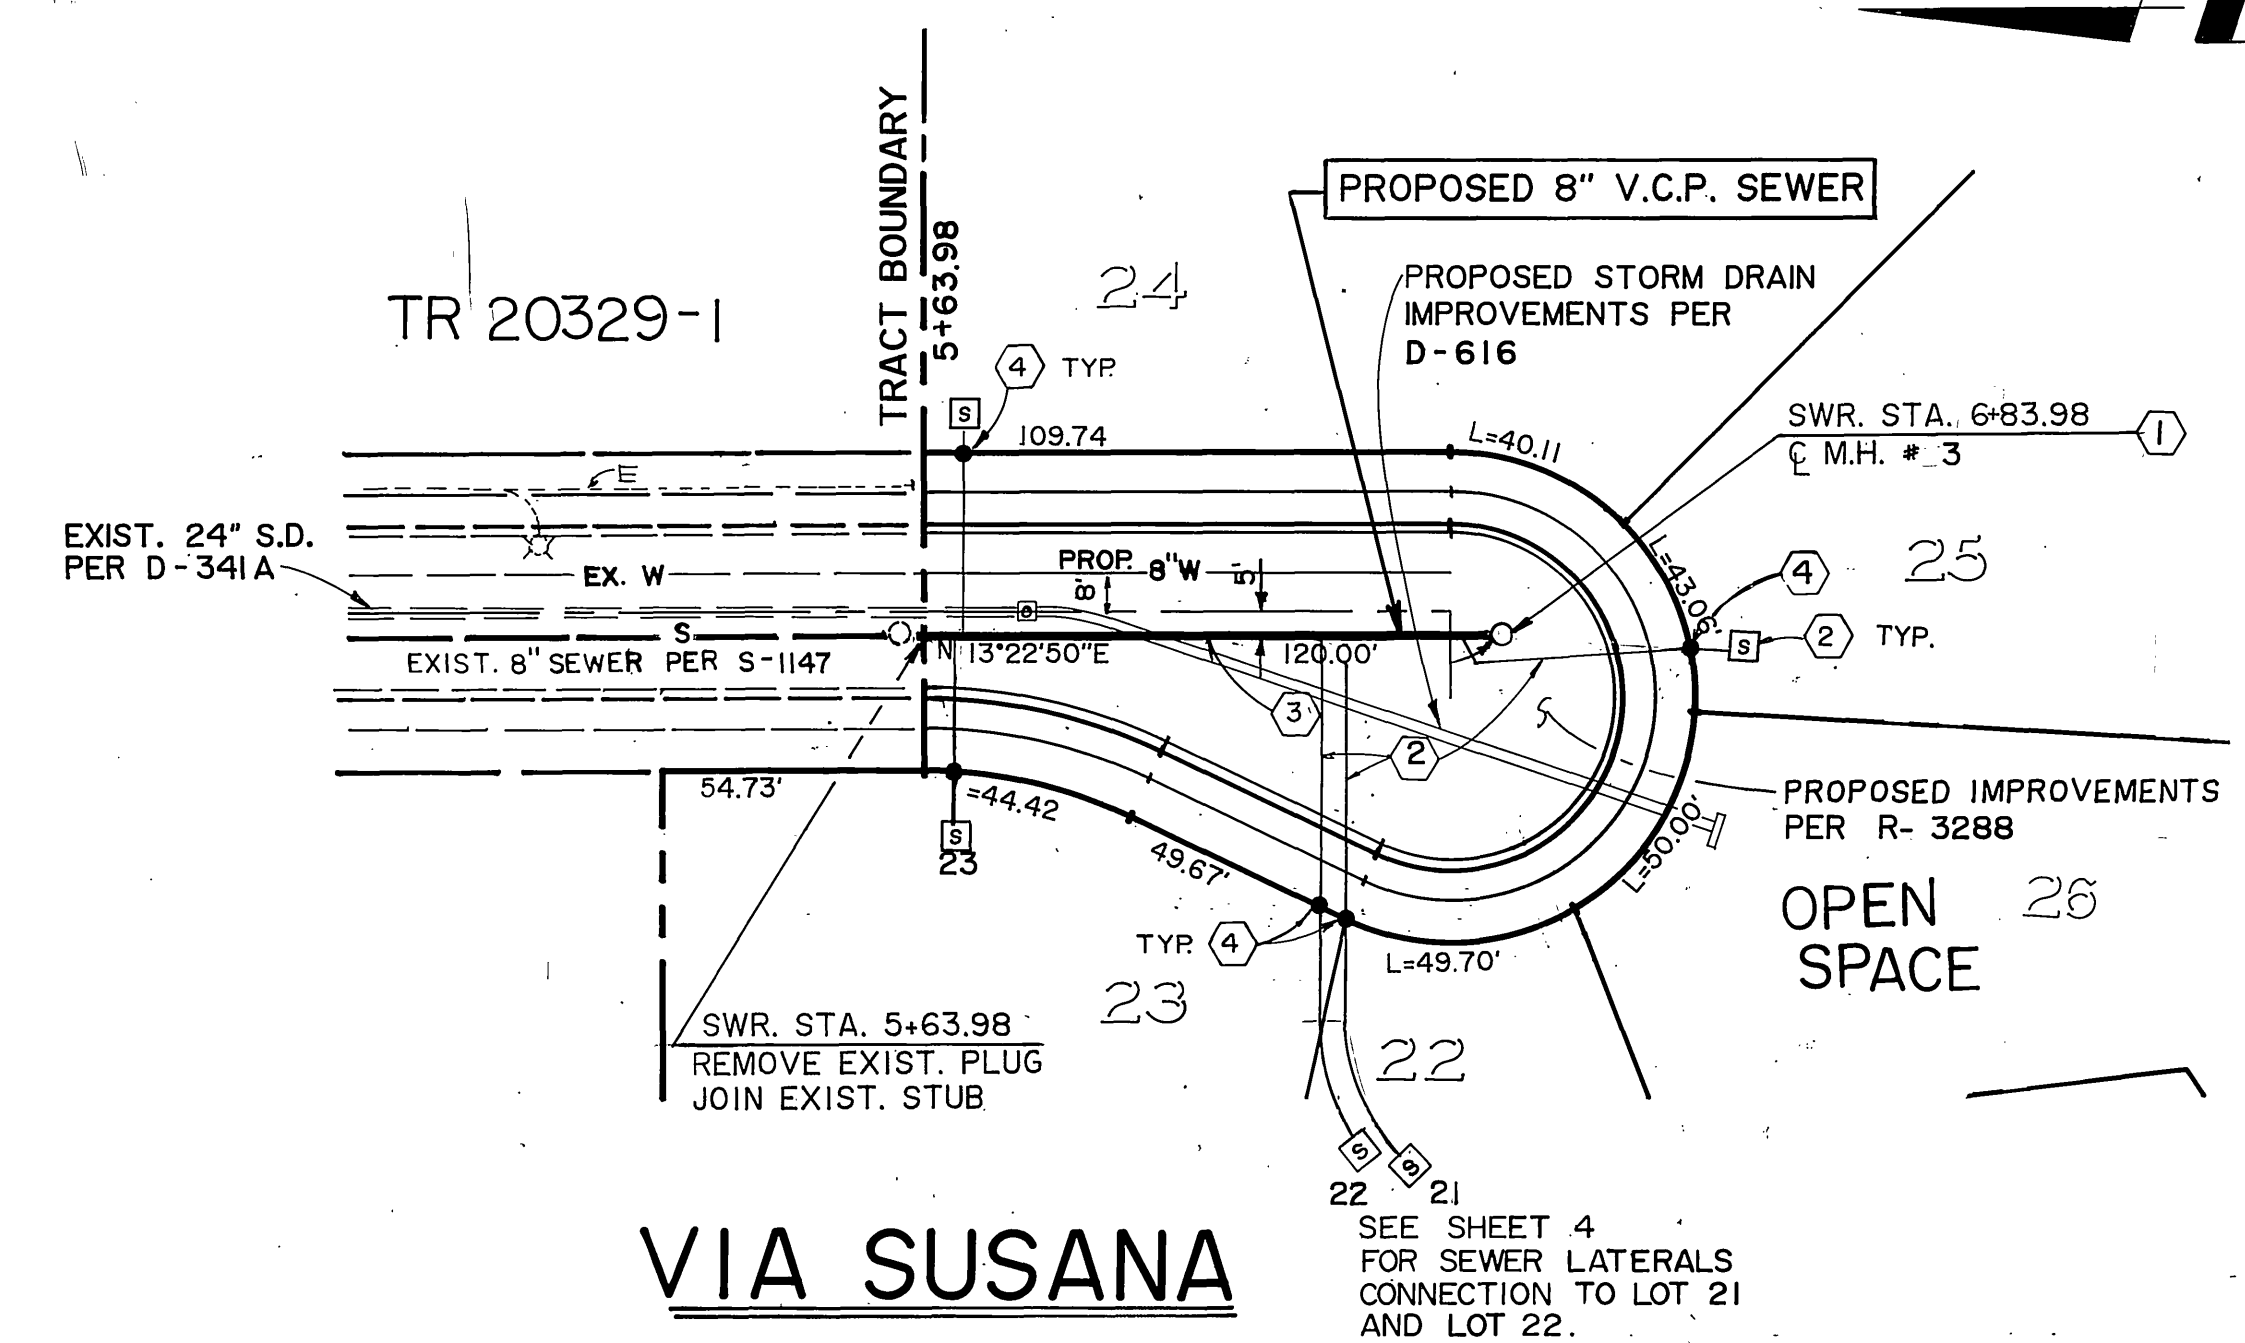 TRACT BOUNDARY
5+63.98
PROPOSED 8" V.C.P. SEWER
TR 20329-1
24
PROPOSED STORM DRAIN
IMPROVEMENTS PER
D-616
4 TYP.
S
109.74
L=40.11
SWR. STA. 6+83.98
℄ M.H. # 3
1
E
EXIST. 24" S.D.
PER D-341A
EX. W
PROP. 8"W
8'
5'
L=43.06'
4
25
S
EXIST. 8" SEWER PER S-1147
N 13°22'50"E
120.00'
S
2 TYP.
3
2
54.73'
=44.42
S
23
49.67'
L=50.00'
PROPOSED IMPROVEMENTS
PER R-3288
OPEN
SPACE
26
TYP. 4
L=49.70'
23
22
SWR. STA. 5+63.98
REMOVE EXIST. PLUG
JOIN EXIST. STUB
S
S
22
21
SEE SHEET 4
FOR SEWER LATERALS
CONNECTION TO LOT 21
AND LOT 22.
VIA SUSANA